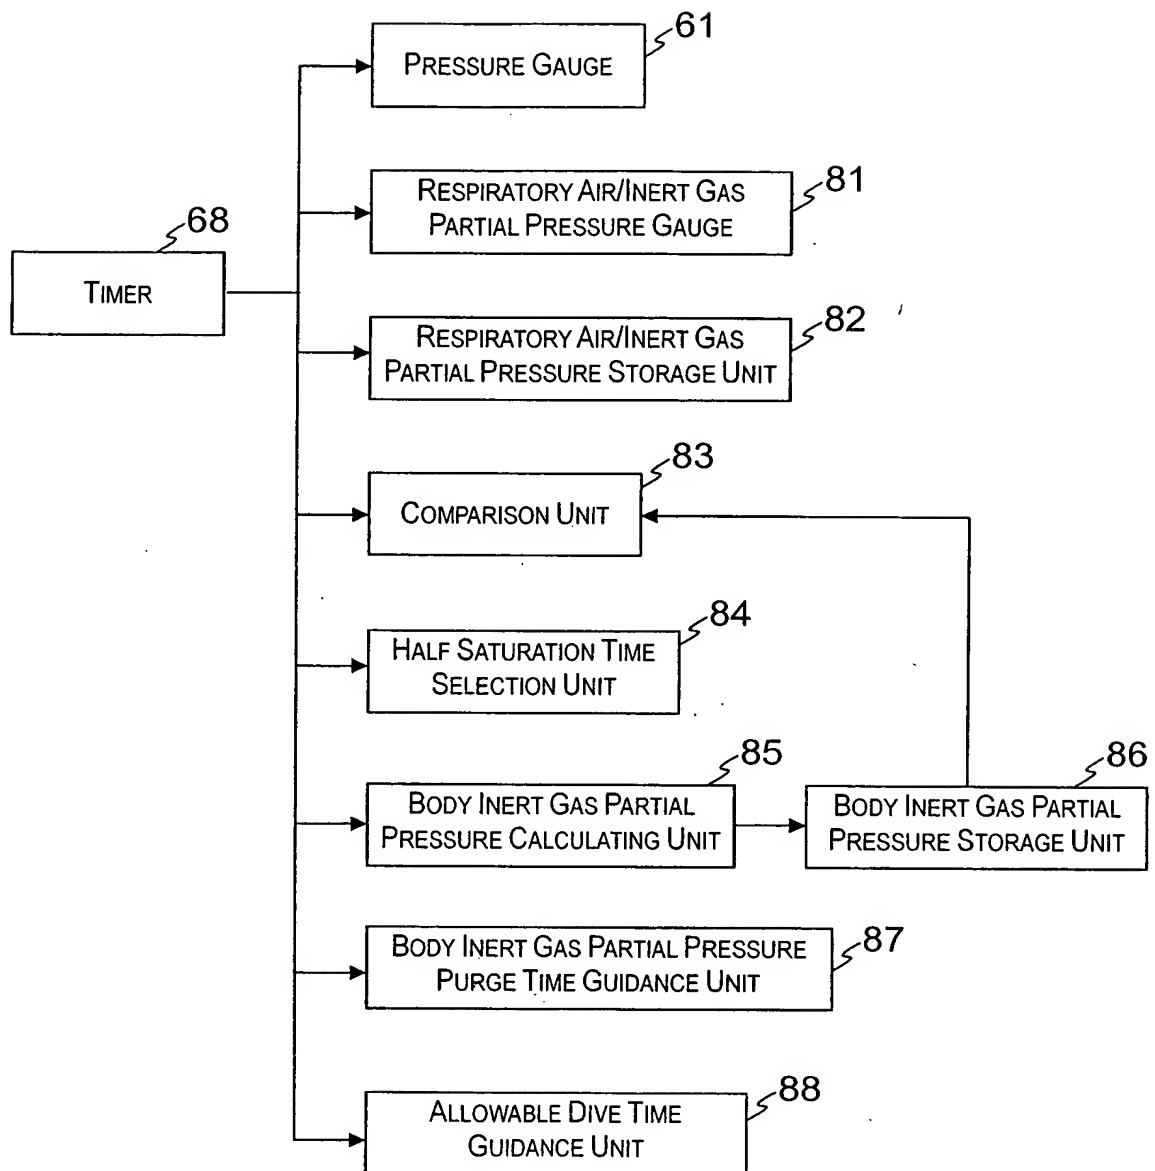 61
PRESSURE GAUGE
81
RESPIRATORY AIR/INERT GAS
PARTIAL PRESSURE GAUGE
68
TIMER
82
RESPIRATORY AIR/INERT GAS
PARTIAL PRESSURE STORAGE UNIT
83
COMPARISON UNIT
84
HALF SATURATION TIME
SELECTION UNIT
85
BODY INERT GAS PARTIAL
PRESSURE CALCULATING UNIT
86
BODY INERT GAS PARTIAL
PRESSURE STORAGE UNIT
87
BODY INERT GAS PARTIAL PRESSURE
PURGE TIME GUIDANCE UNIT
88
ALLOWABLE DIVE TIME
GUIDANCE UNIT